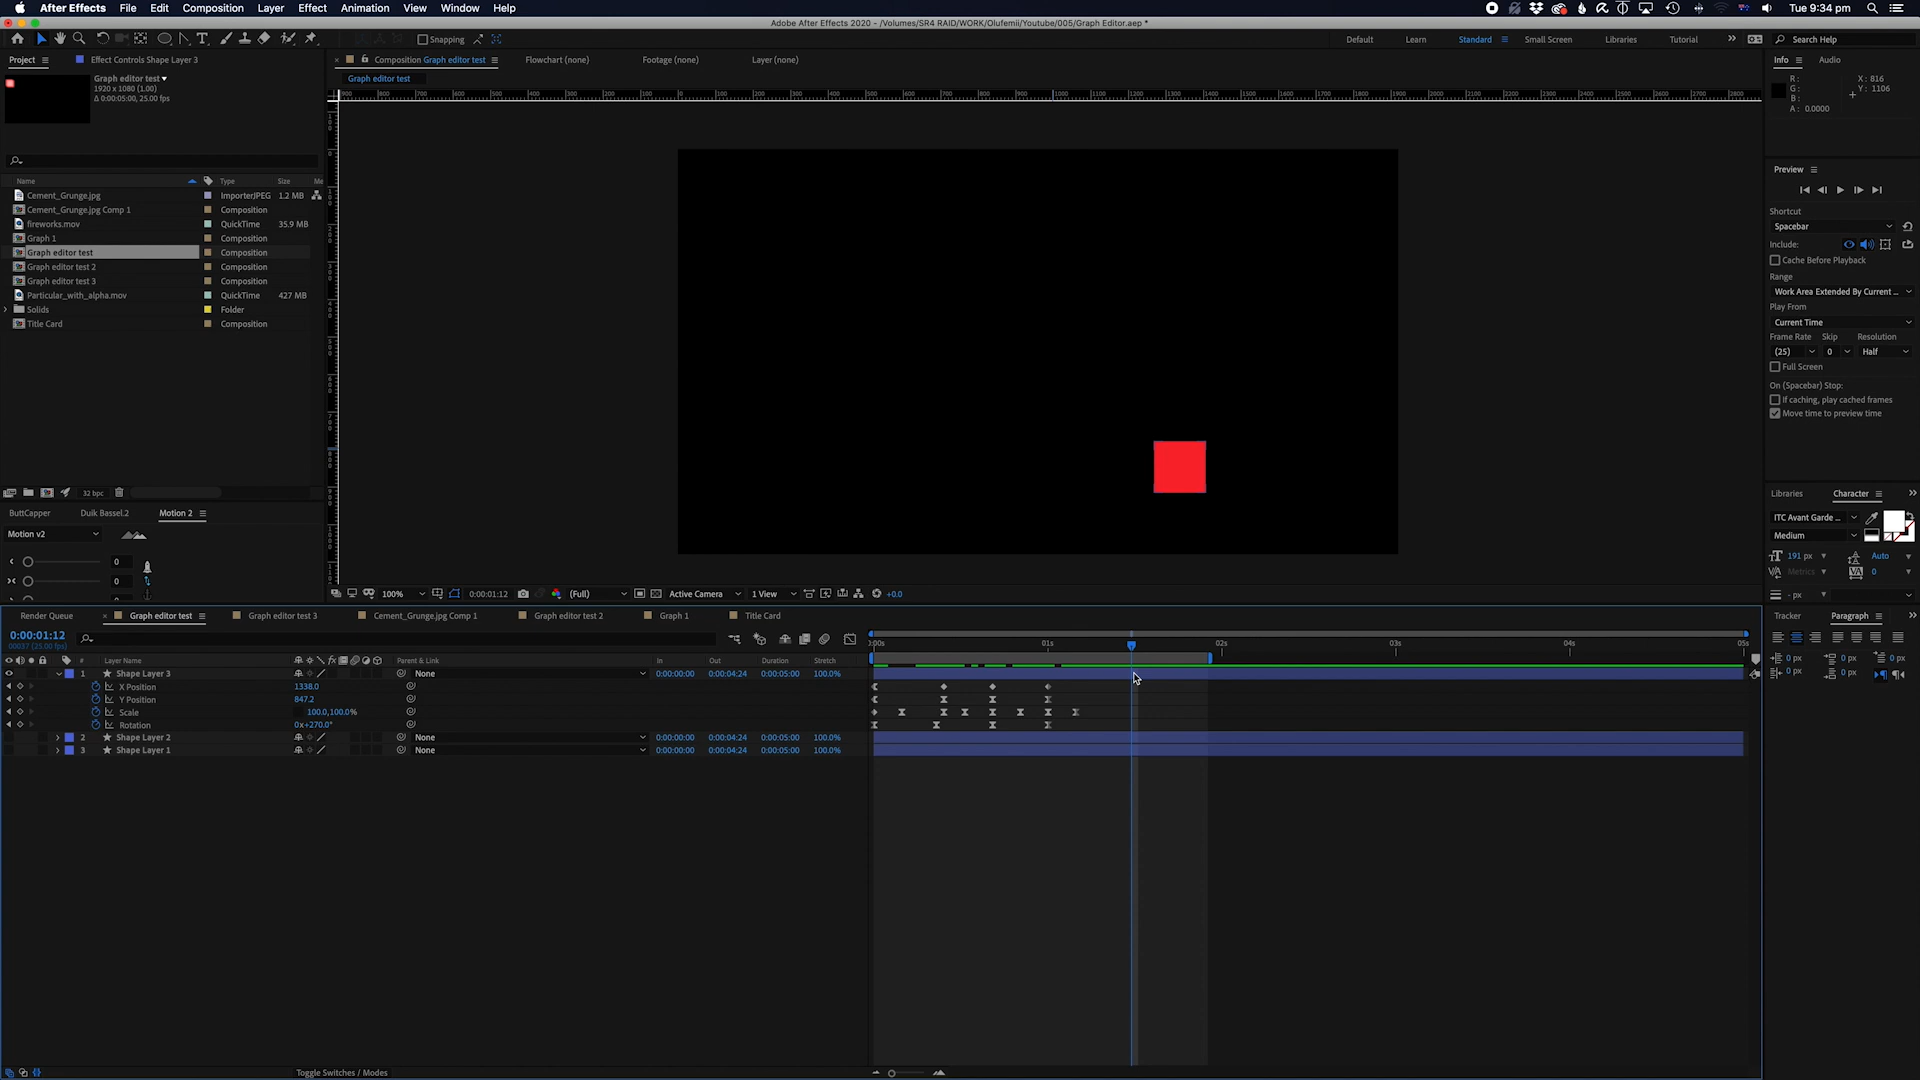 After Effects File Edit Composition Layer Effect Animation View Window Help Tue 9:34 pm
Adobe After Effects 2020 - /Volumes/SR4 RAID/WORK/Olufemii/Youtube/005/Graph Editor.aep *
Snapping Default Learn Standard Small Screen Libraries Tutorial Search Help
Project Effect Controls Shape Layer 3 Composition Graph editor test Flowchart (none) Footage (none) Layer (none) Info Audio
Graph editor test
1920 x 1080 (1.00)
Δ 0:00:05:00, 25.00 fps
Graph editor test
R: X: 816
G: Y: 1106
B:
A: 0.0000
Preview
Shortcut
Spacebar
Include:
Cache Before Playback
Range
Work Area Extended By Current ...
Play From
Current Time
Frame Rate Skip Resolution
(25) 0 Half
Full Screen
On (Spacebar) Stop:
If caching, play cached frames
Move time to preview time
Name Type Size Me
Cement_Grunge.jpg ImporterJPEG 1.2 MB
Cement_Grunge.jpg Comp 1 Composition
fireworks.mov QuickTime 35.9 MB
Graph 1 Composition
Graph editor test Composition
Graph editor test 2 Composition
Graph editor test 3 Composition
Particular_with_alpha.mov QuickTime 427 MB
Solids Folder
Title Card Composition
32 bpc
ButtCapper Duik Bassel.2 Motion 2
Motion v2
0
0
100% 0:00:01:12 (Full) Active Camera 1 View +0.0
Libraries Character
ITC Avant Garde ...
Medium
191 px Auto
Metrics 0
- px
Tracker Paragraph
0 px 0 px 0 px
0 px 0 px
Render Queue Graph editor test Graph editor test 3 Cement_Grunge.jpg Comp 1 Graph editor test 2 Graph 1 Title Card
0:00:01:12
00037 (25.00 fps)
:00s 01s 02s 03s 04s 05s
# Layer Name Parent & Link In Out Duration Stretch
1 Shape Layer 3 None 0:00:00:00 0:00:04:24 0:00:05:00 100.0%
X Position 1338.0
Y Position 847.2
Scale 100.0,100.0%
Rotation 0x+270.0°
2 Shape Layer 2 None 0:00:00:00 0:00:04:24 0:00:05:00 100.0%
3 Shape Layer 1 None 0:00:00:00 0:00:04:24 0:00:05:00 100.0%
Toggle Switches / Modes